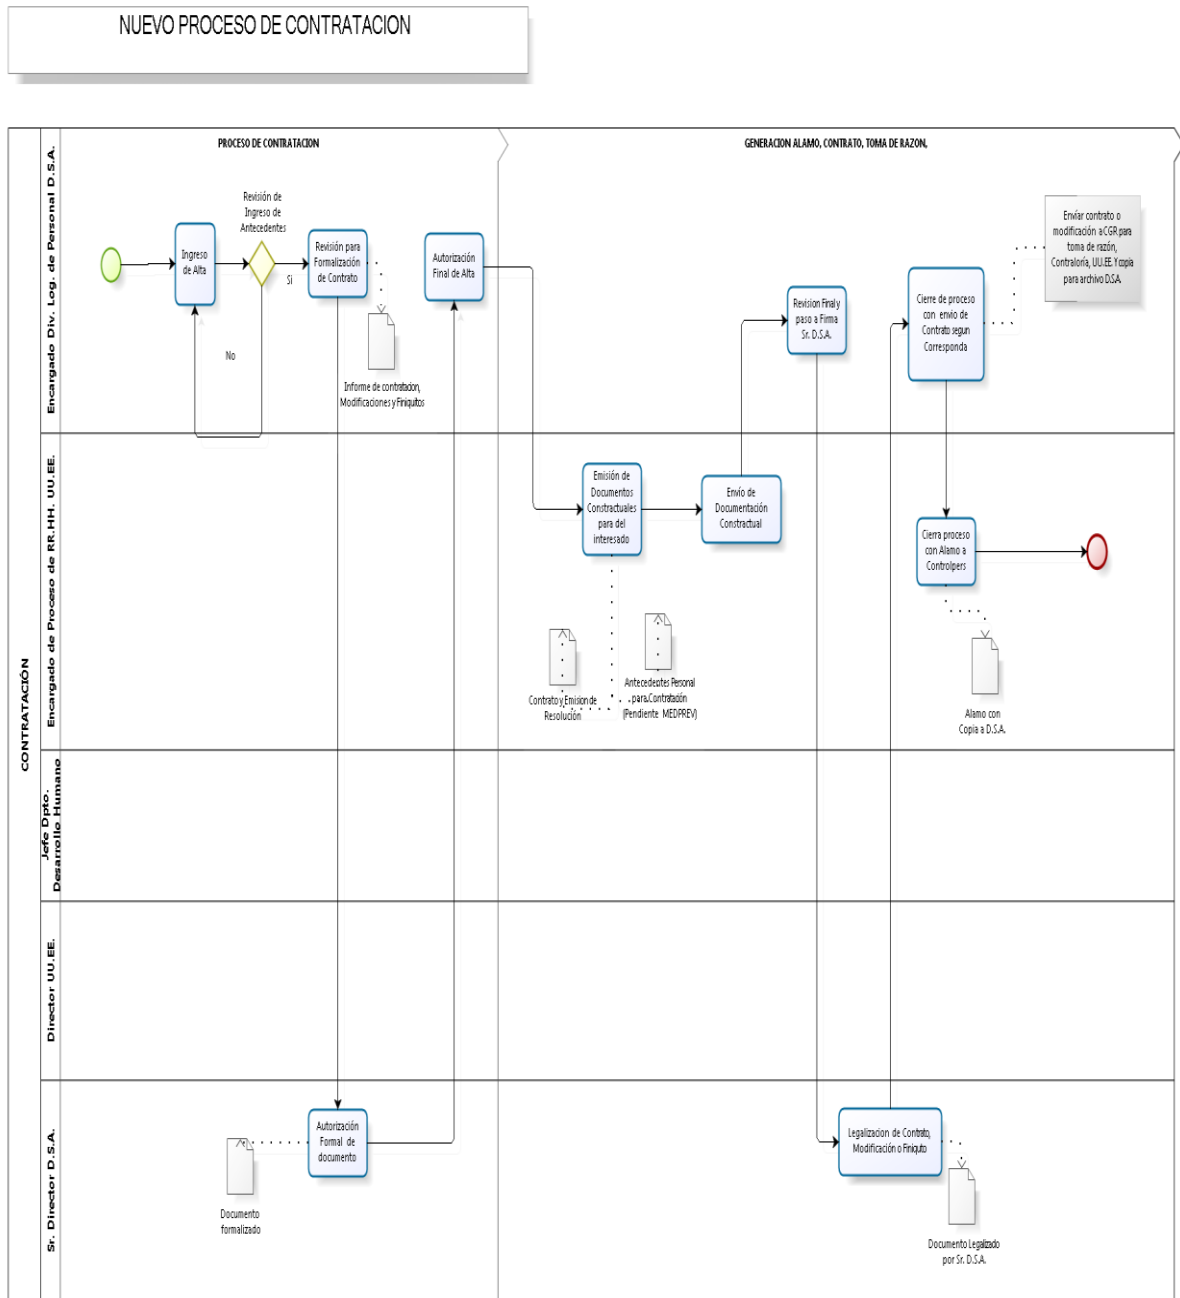 NUEVO PROCESO DE CONTRATACION
PROCESO DE CONTRATACION
GENERACION ALAMO, CONTRATO, TOMA DE RAZON,
CONTRATACIÓN
Encargado Div. Log. de Personal D.S.A.
Revisión de
Ingreso de
Antecedentes
Ingreso
de Alta
Si
No
Revisión para
Formalización
de Contrato
Informe de contratacion,
Modificaciones y Finiquitos
Autorización
Final de Alta
Revision Final y
paso a Firma
Sr. D.S.A.
Cierre de proceso
con envio de
Contrato segun
Corresponda
Envíar contrato o
modificación a CGR para
toma de razón,
Contraloría, UU.EE. Y copia
para archivo D.S.A.
Encargado de Proceso de RR.HH. UU.EE.
Emisión de
Documentos
Constractuales
para del
interesado
Envío de
Documentación
Constractual
Cierra proceso
con Alamo a
Controlpers
Contrato y Emision de
Resolución
Antecedentes Personal
para Contratación
(Pendiente MEDPREV)
Alamo con
Copia a D.S.A.
Jefe Dpto.
Desarrollo Humano
Director UU.EE.
Sr. Director D.S.A.
Autorización
Formal de
documento
Documento
formalizado
Legalizacion de Contrato,
Modificación o Finiquto
Documento Legalizado
por Sr. D.S.A.